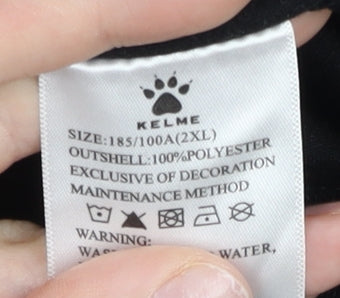 KELME
SIZE:185/100A(2XL)
OUTSHELL:100%POLYESTER
EXCLUSIVE OF DECORATION
MAINTENANCE METHOD
WARNING:
WATER,